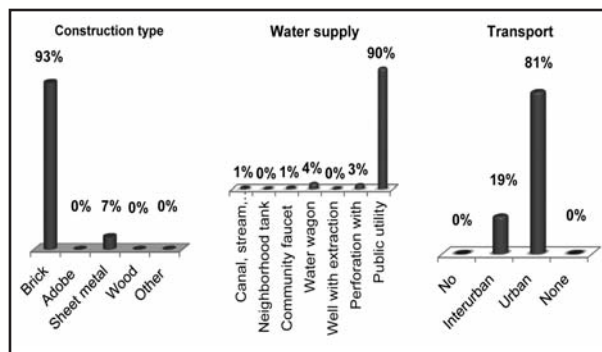 Construction type
93%
0%
7%
0%
0%
Brick
Adobe
Sheet metal
Wood
Other
Water supply
1%
0%
1%
4%
0%
3%
90%
Canal, stream...
Neighborhood tank
Community faucet
Water wagon
Well with extraction
Perforation with
Public utility
Transport
0%
19%
81%
0%
No
Interurban
Urban
None